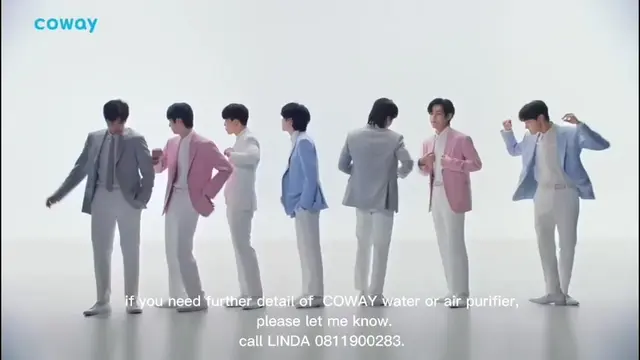 coway
if you need further detail of COWAY water or air purifier,
please let me know.
call LINDA 0811900283.